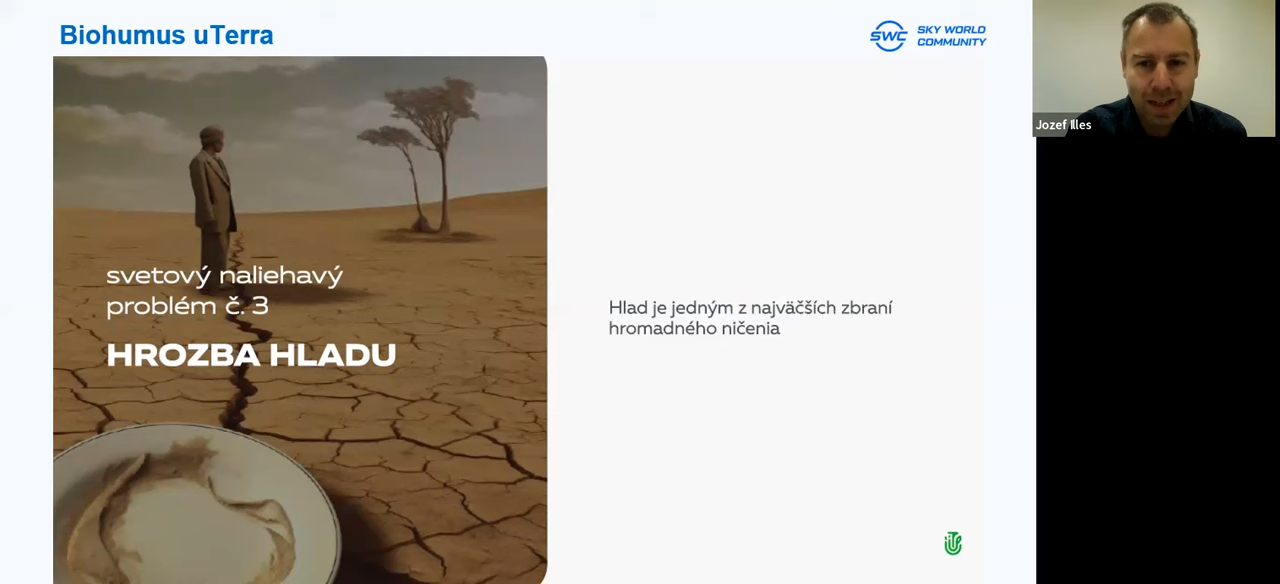 Biohumus uTerra
SWC
SKY WORLD
COMMUNITY
Jozef Illes
svetový naliehavý
problém č. 3
HROZBA HLADU
Hlad je jedným z najväčších zbraní
hromadného ničenia